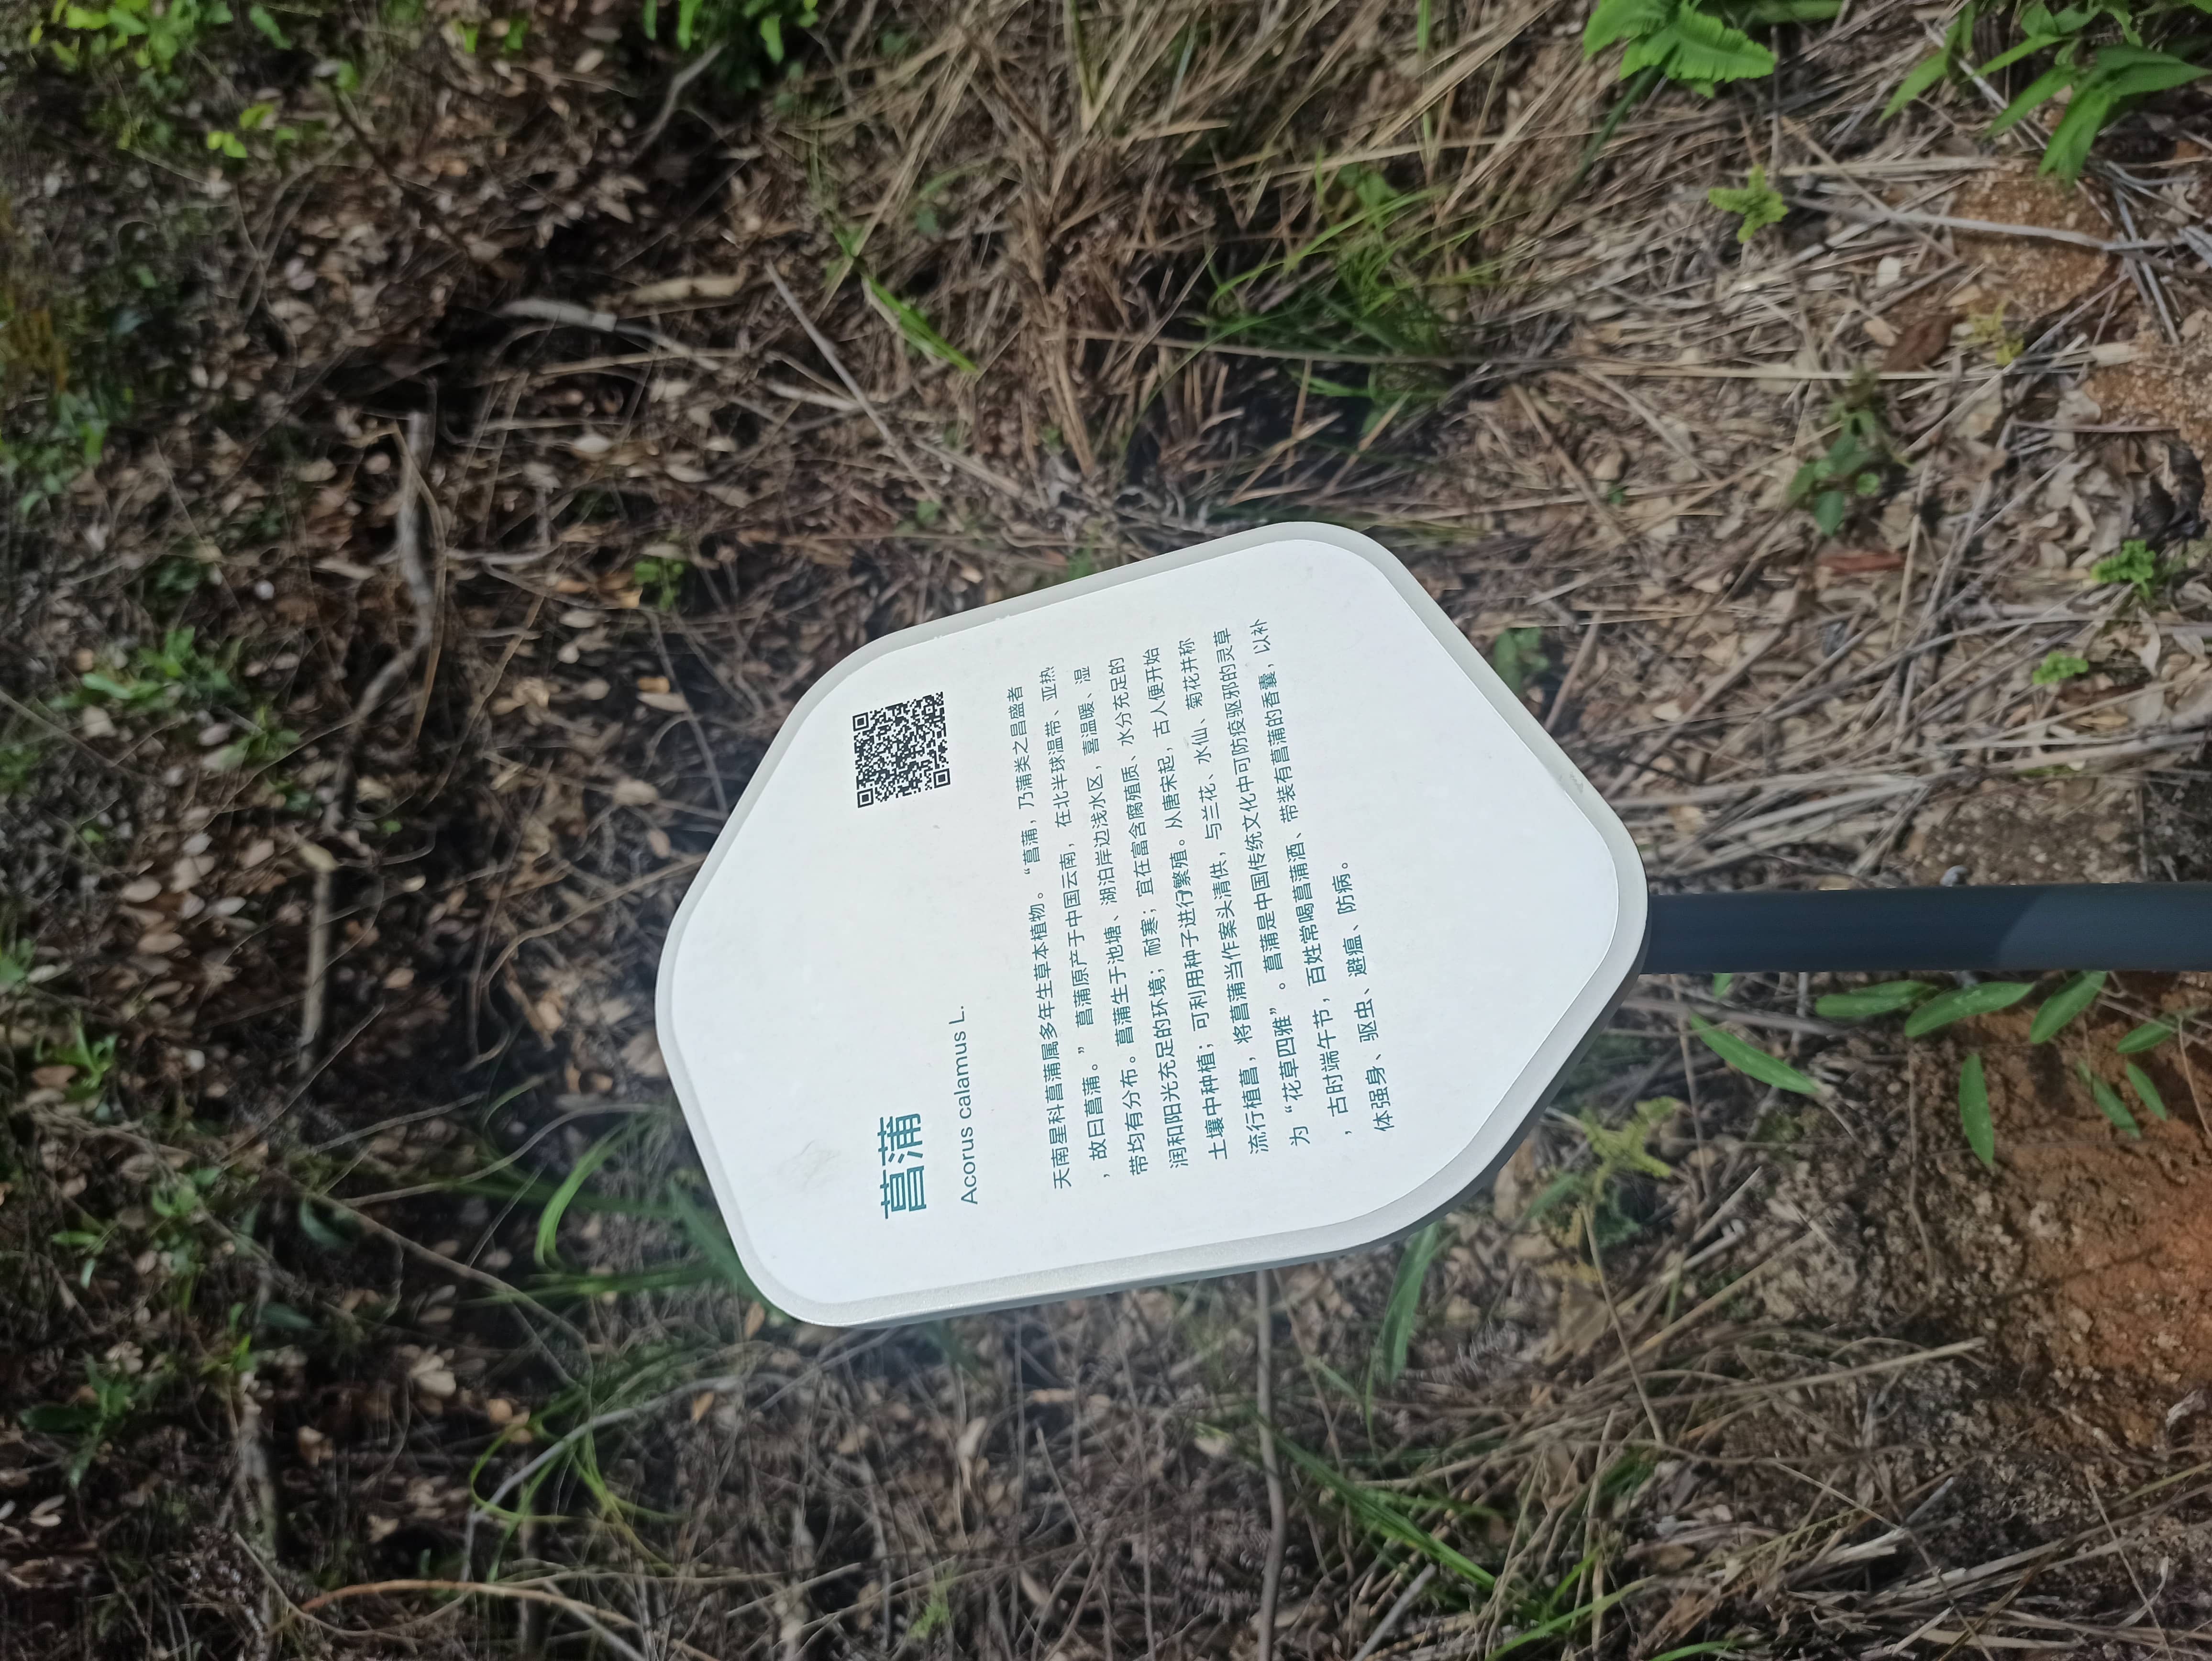 菖蒲
Acorus calamus L.
天南星科菖蒲属多年生草本植物。“菖蒲，乃蒲类之昌盛者
，故曰菖蒲。” 菖蒲原产于中国云南，在北半球温带、亚热
带均有分布。菖蒲生于池塘、湖泊岸边浅水区，喜温暖、湿
润和阳光充足的环境；耐寒；宜在富含腐殖质、水分充足的
土壤中种植；可利用种子进行繁殖。从唐宋起，古人便开始
流行植菖，将菖蒲当作案头清供，与兰花、水仙、菊花并称
为“花草四雅”。菖蒲是中国传统文化中可防疫驱邪的灵草
，古时端午节，百姓常喝菖蒲酒、带装有菖蒲的香囊，以补
体强身、驱虫、避瘟、防病。